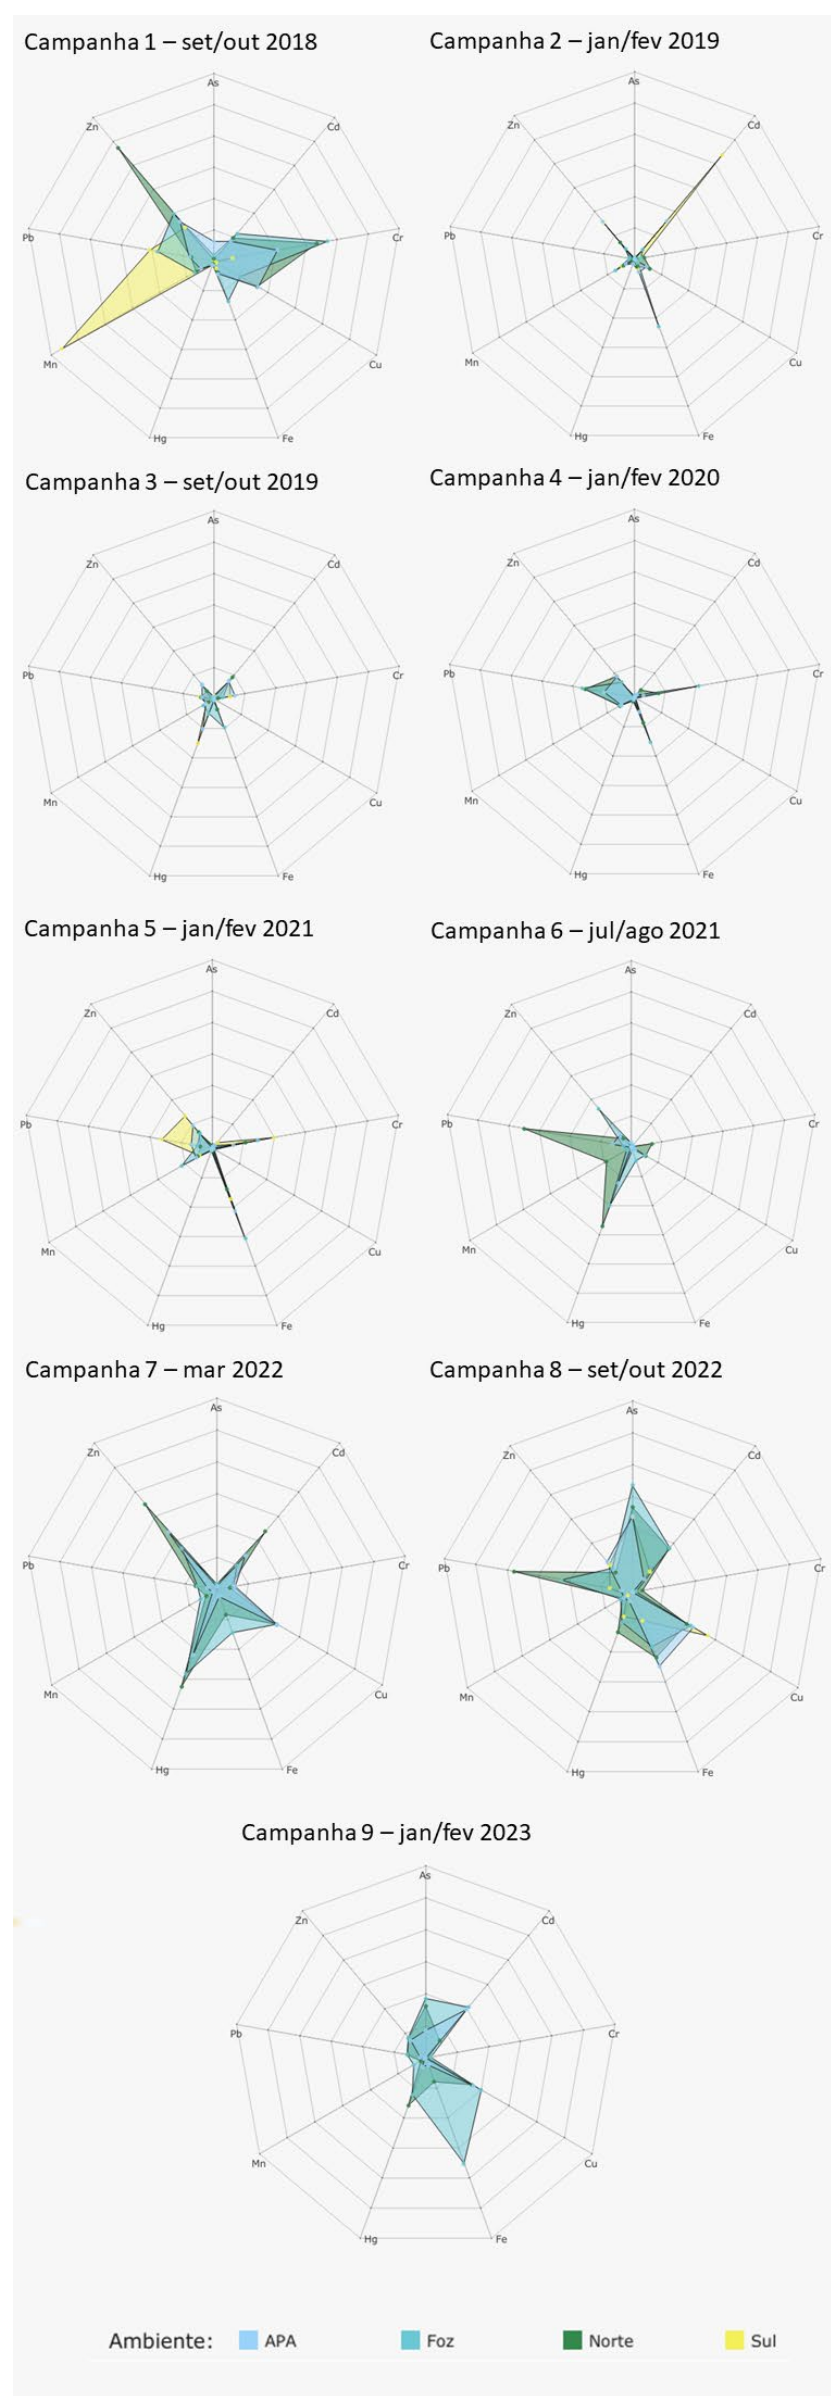 Campanha 1 – set/out 2018
Campanha 2 – jan/fev 2019
As
Cd
Cr
Cu
Fe
Hg
Mn
Pb
Zn
As
Cd
Cr
Cu
Fe
Hg
Mn
Pb
Zn
Campanha 3 – set/out 2019
Campanha 4 – jan/fev 2020
As
Cd
Cr
Cu
Fe
Hg
Mn
Pb
Zn
As
Cd
Cr
Cu
Fe
Hg
Mn
Pb
Zn
Campanha 5 – jan/fev 2021
Campanha 6 – jul/ago 2021
As
Cd
Cr
Cu
Fe
Hg
Mn
Pb
Zn
As
Cd
Cr
Cu
Fe
Hg
Mn
Pb
Zn
Campanha 7 – mar 2022
Campanha 8 – set/out 2022
As
Cd
Cr
Cu
Fe
Hg
Mn
Pb
Zn
As
Cd
Cr
Cu
Fe
Hg
Mn
Pb
Zn
Campanha 9 – jan/fev 2023
As
Cd
Cr
Cu
Fe
Hg
Mn
Pb
Zn
Ambiente: APA Foz Norte Sul